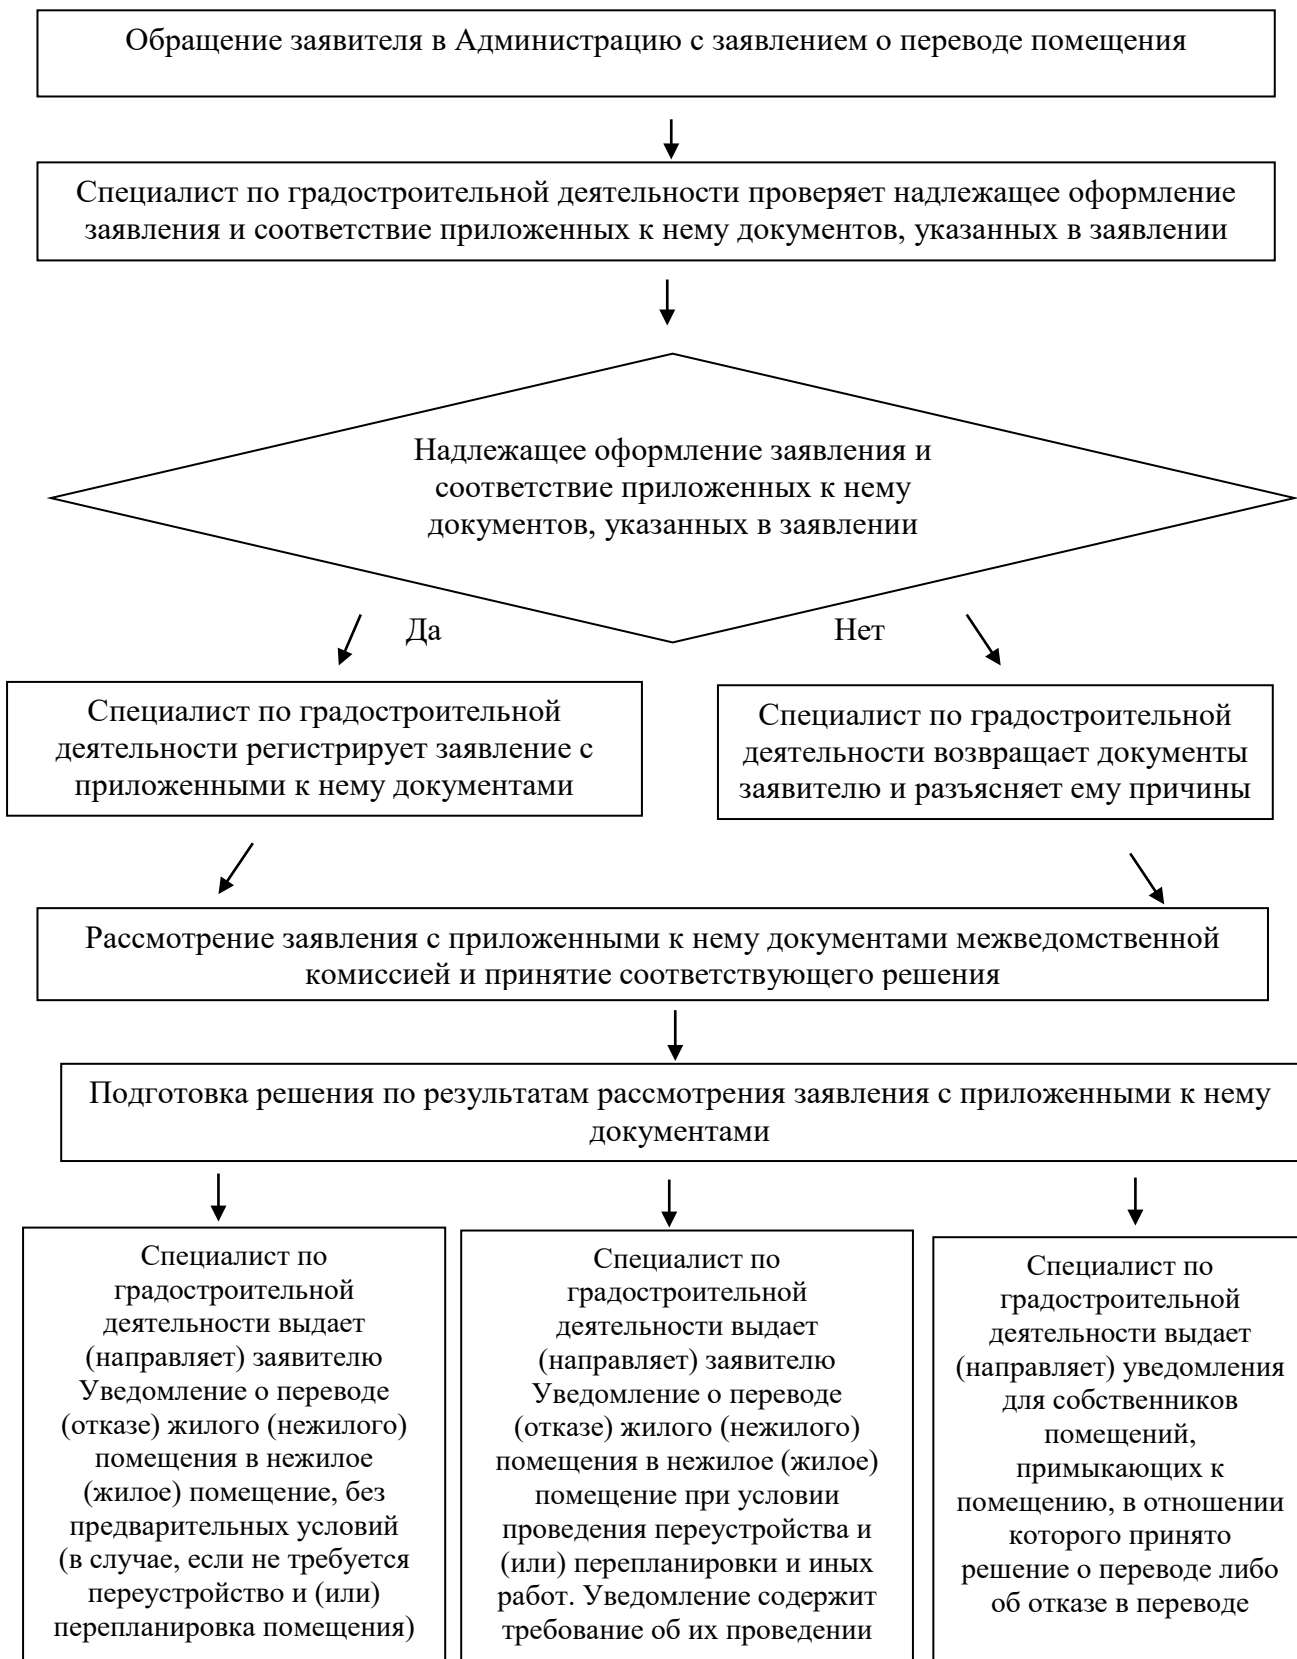 Обращение заявителя в Администрацию с заявлением о переводе помещения
Специалист по градостроительной деятельности проверяет надлежащее оформление
заявления и соответствие приложенных к нему документов, указанных в заявлении
Надлежащее оформление заявления и
соответствие приложенных к нему
документов, указанных в заявлении
Да
Нет
Специалист по градостроительной
деятельности регистрирует заявление с
приложенными к нему документами
Специалист по градостроительной
деятельности возвращает документы
заявителю и разъясняет ему причины
Рассмотрение заявления с приложенными к нему документами межведомственной
комиссией и принятие соответствующего решения
Подготовка решения по результатам рассмотрения заявления с приложенными к нему
документами
Специалист по
градостроительной
деятельности выдает
(направляет) заявителю
Уведомление о переводе
(отказе) жилого (нежилого)
помещения в нежилое
(жилое) помещение, без
предварительных условий
(в случае, если не требуется
переустройство и (или)
перепланировка помещения)
Специалист по
градостроительной
деятельности выдает
(направляет) заявителю
Уведомление о переводе
(отказе) жилого (нежилого)
помещения в нежилое (жилое)
помещение при условии
проведения переустройства и
(или) перепланировки и иных
работ. Уведомление содержит
требование об их проведении
Специалист по
градостроительной
деятельности выдает
(направляет) уведомления
для собственников
помещений,
примыкающих к
помещению, в отношении
которого принято
решение о переводе либо
об отказе в переводе